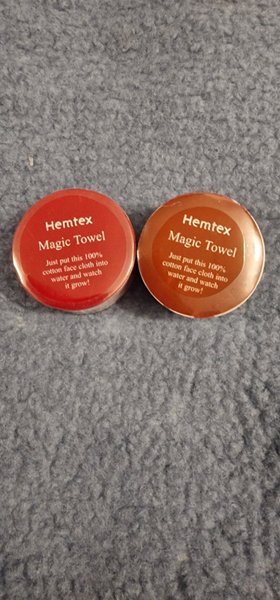 Hemtex
Magic Towel
Just put this 100%
cotton face cloth into
water and watch
it grow!
Hemtex
Magic Towel
Just put this 100%
cotton face cloth into
water and watch
it grow!